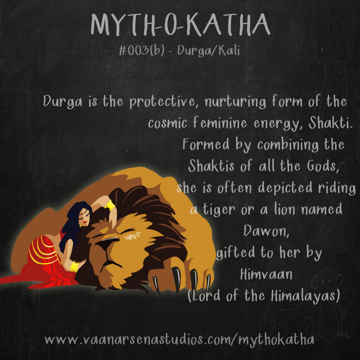 MYTH-O-KATHA
#003(b) - Durga/Kali
Durga is the protective, nurturing form of the
cosmic feminine energy, Shakti.
Formed by combining the
Shaktis of all the Gods,
she is often depicted riding
a tiger or a lion named
Dawon,
gifted to her by
Himvaan
(Lord of the Himalayas)
www.vaanarsenastudios.com/mythokatha